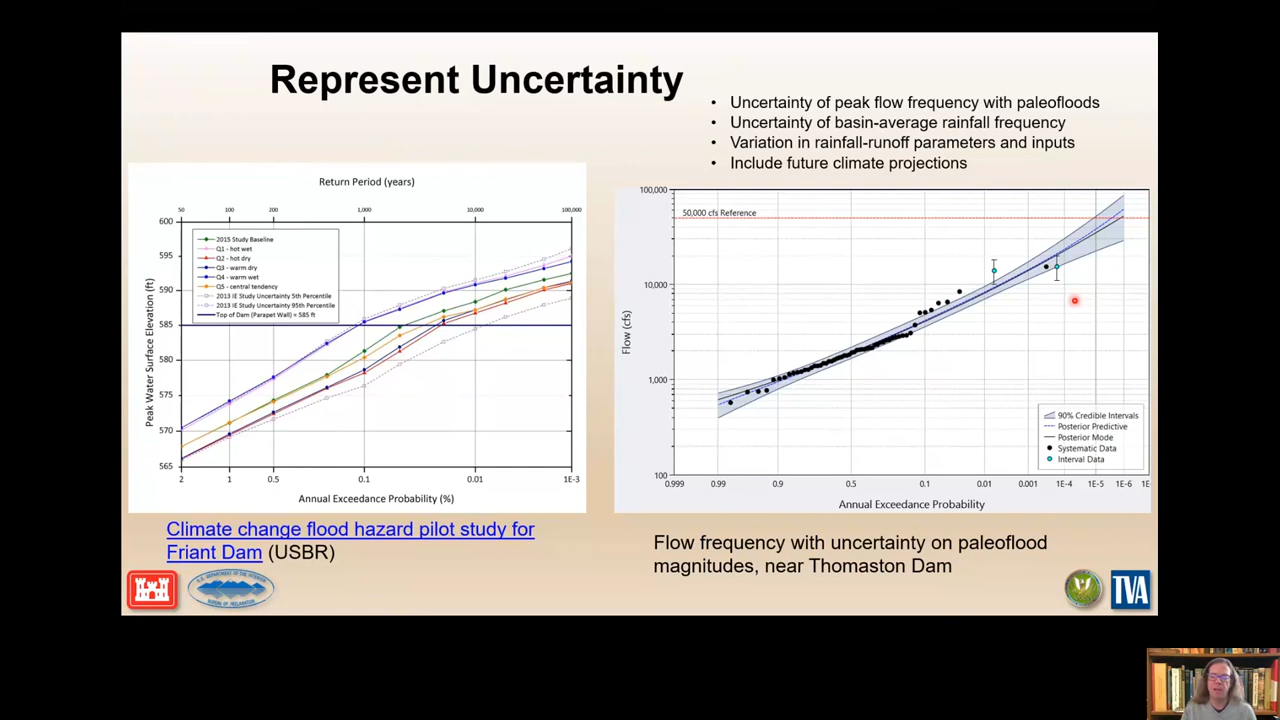 Represent Uncertainty
• Uncertainty of peak flow frequency with paleofloods
• Uncertainty of basin-average rainfall frequency
• Variation in rainfall-runoff parameters and inputs
• Include future climate projections
Return Period (years)
50 100 200 1,000 10,000 100,000
600
595
590
585
580
575
570
565
Peak Water Surface Elevation (ft)
2015 Study Baseline
Q1 - hot wet
Q2 - hot dry
Q3 - warm dry
Q4 - warm wet
Q5 - central tendency
2013 IE Study Uncertainty 5th Percentile
2013 IE Study Uncertainty 95th Percentile
Top of Dam (Parapet Wall) = 585 ft
2 1 0.5 0.1 0.01 1E-3
Annual Exceedance Probability (%)
Climate change flood hazard pilot study for
Friant Dam (USBR)
100,000
10,000
1,000
100
Flow (cfs)
50,000 cfs Reference
90% Credible Intervals
Posterior Predictive
Posterior Mode
Systematic Data
Interval Data
0.999 0.99 0.9 0.5 0.1 0.01 0.001 1E-4 1E-5 1E-6 1E-
Annual Exceedance Probability
Flow frequency with uncertainty on paleoflood
magnitudes, near Thomaston Dam
TVA